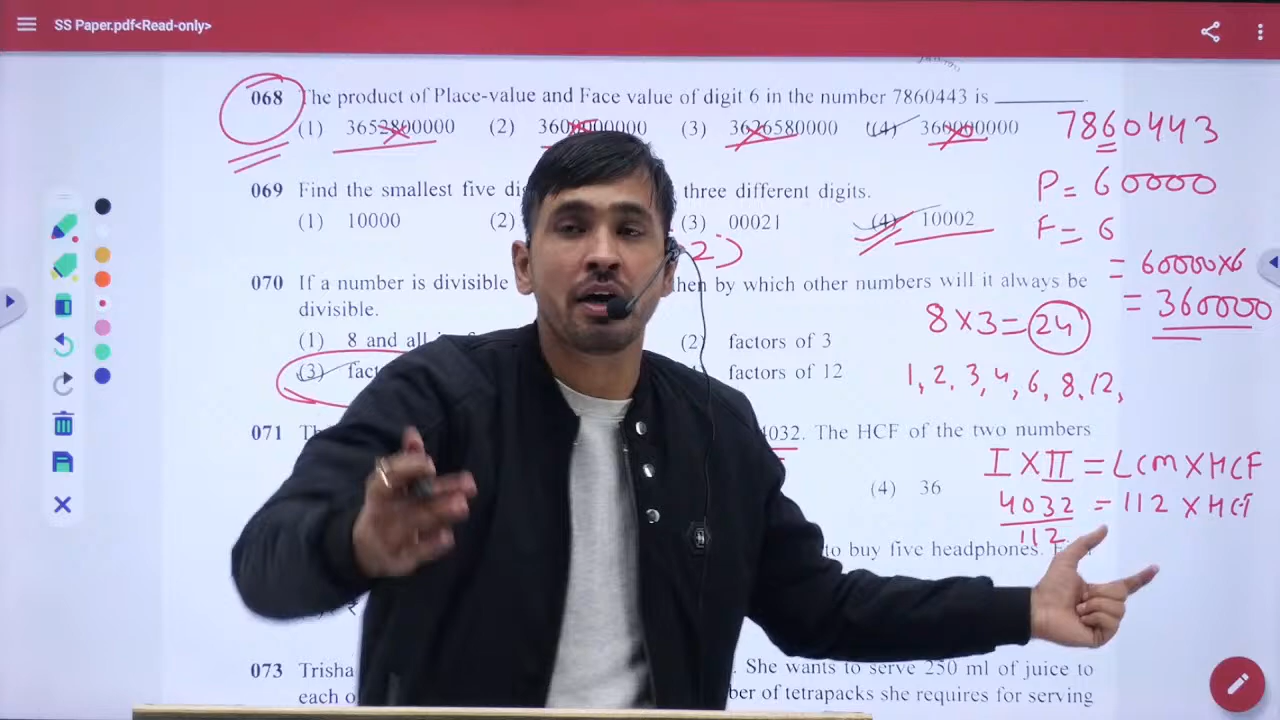 SS Paper.pdf<Read-only>
068 The product of Place-value and Face value of digit 6 in the number 7860443 is ________.
(1) 3652800000 (2) 3608000000 (3) 3626580000 (4) 360000000
7860443
P = 60000
F = 6
= 60000×6
= 360000
069 Find the smallest five dig three different digits.
(1) 10000 (2) (3) 00021 (4) 10002
2)
070 If a number is divisible then by which other numbers will it always be
divisible.
(1) 8 and all (2) factors of 3
(3) fact factors of 12
8×3=24
1, 2, 3, 4, 6, 8, 12,
071 Th 4032. The HCF of the two numbers
(4) 36
I × II = LCM × HCF
4032 = 112 × HCF
112
to buy five headphones.
₹
073 Trisha She wants to serve 250 ml of juice to
each o ber of tetrapacks she requires for serving